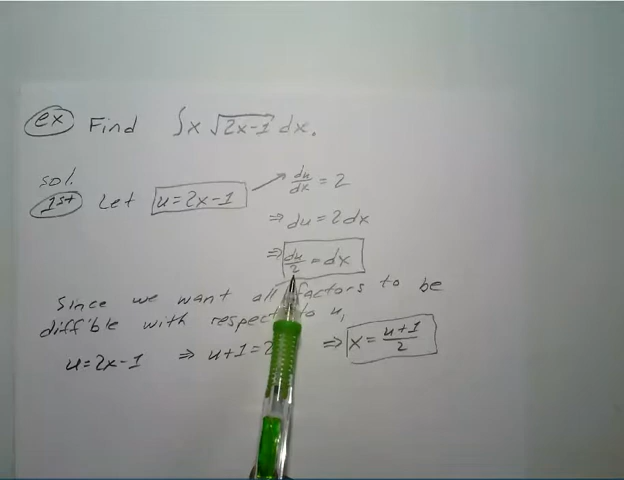 ex Find ∫x √2x-1 dx.
sol.
1st Let u=2x-1 → du/dx = 2
⇒ du = 2dx
⇒ du/2 = dx
Since we want all factors to be
diff'ble with respect to u,
u=2x-1 ⇒ u+1=2 ⇒ x = u+1/2